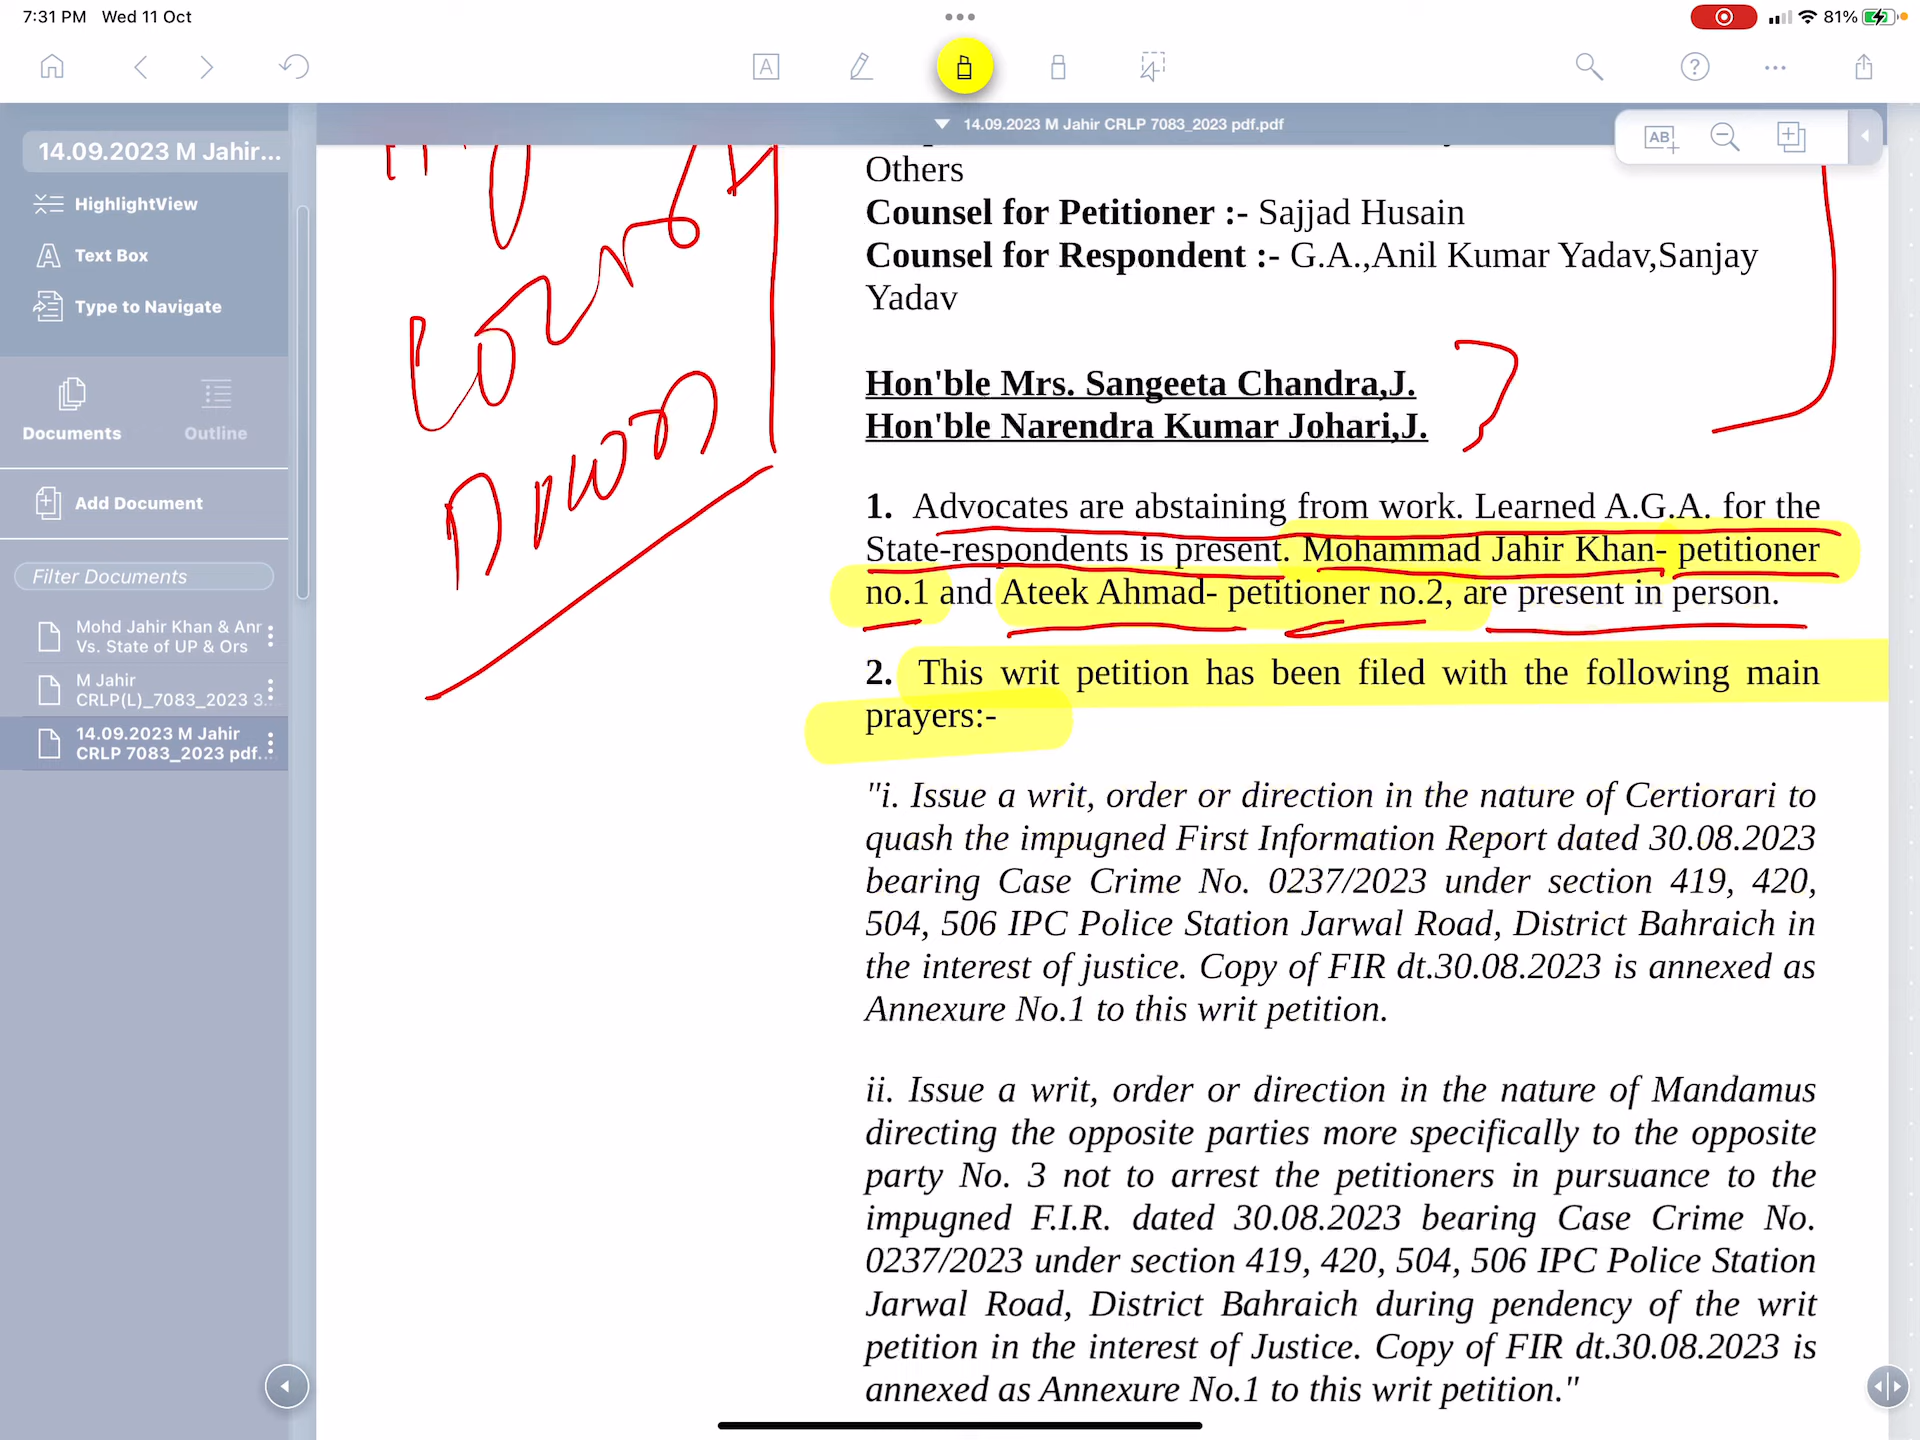 7:31 PM Wed 11 Oct
81%
A
?
14.09.2023 M Jahir CRLP 7083_2023 pdf.pdf
AB
14.09.2023 M Jahir...
HighlightView
Text Box
Type to Navigate
Documents Outline
Add Document
Filter Documents
Mohd Jahir Khan & Anr
Vs. State of UP & Ors
M Jahir
CRLP(L)_7083_2023 3...
14.09.2023 M Jahir
CRLP 7083_2023 pdf...
Others
Counsel for Petitioner :- Sajjad Husain
Counsel for Respondent :- G.A.,Anil Kumar Yadav,Sanjay
Yadav
Hon'ble Mrs. Sangeeta Chandra,J.
Hon'ble Narendra Kumar Johari,J.
1. Advocates are abstaining from work. Learned A.G.A. for the
State-respondents is present. Mohammad Jahir Khan- petitioner
no.1 and Ateek Ahmad- petitioner no.2, are present in person.
2. This writ petition has been filed with the following main
prayers:-
"i. Issue a writ, order or direction in the nature of Certiorari to
quash the impugned First Information Report dated 30.08.2023
bearing Case Crime No. 0237/2023 under section 419, 420,
504, 506 IPC Police Station Jarwal Road, District Bahraich in
the interest of justice. Copy of FIR dt.30.08.2023 is annexed as
Annexure No.1 to this writ petition.
ii. Issue a writ, order or direction in the nature of Mandamus
directing the opposite parties more specifically to the opposite
party No. 3 not to arrest the petitioners in pursuance to the
impugned F.I.R. dated 30.08.2023 bearing Case Crime No.
0237/2023 under section 419, 420, 504, 506 IPC Police Station
Jarwal Road, District Bahraich during pendency of the writ
petition in the interest of Justice. Copy of FIR dt.30.08.2023 is
annexed as Annexure No.1 to this writ petition."